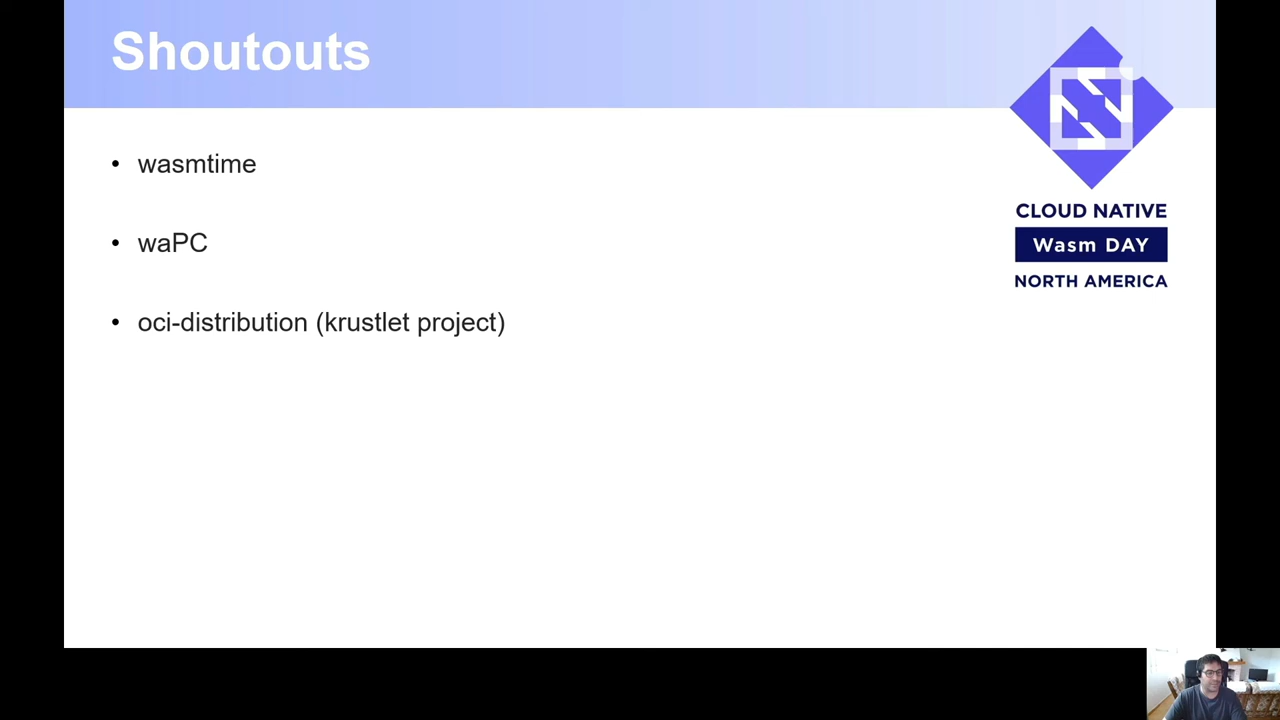 Shoutouts
• wasmtime
• waPC
• oci-distribution (krustlet project)
CLOUD NATIVE
Wasm DAY
NORTH AMERICA